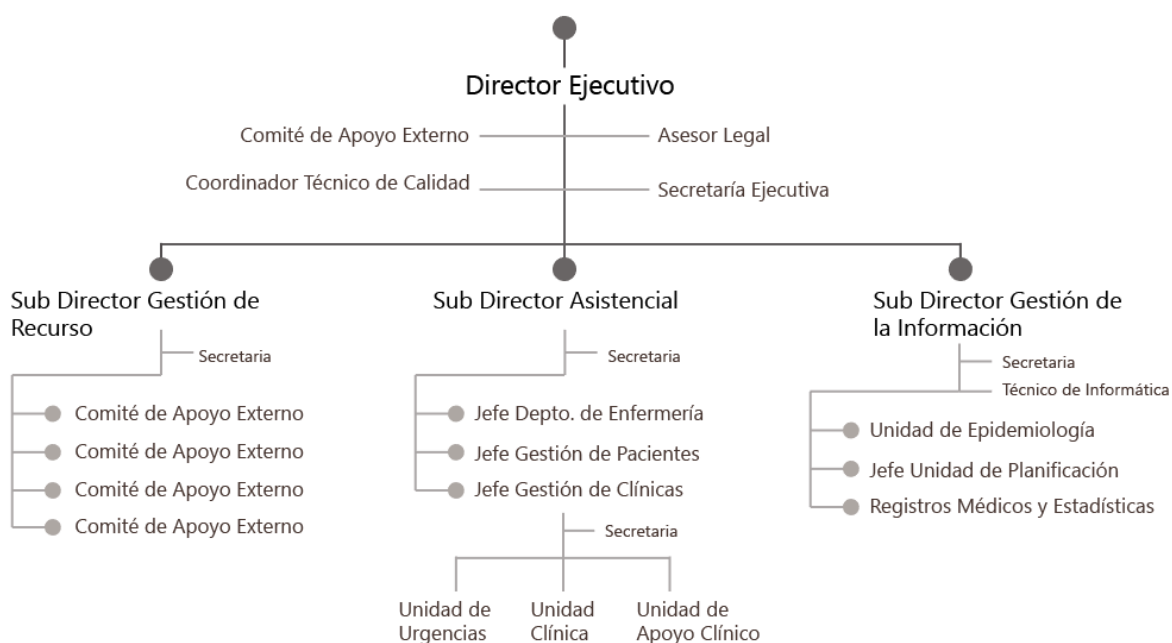 Director Ejecutivo
Comité de Apoyo Externo
Asesor Legal
Coordinador Técnico de Calidad
Secretaría Ejecutiva
Sub Director Gestión de
Recurso
Secretaria
Comité de Apoyo Externo
Comité de Apoyo Externo
Comité de Apoyo Externo
Comité de Apoyo Externo
Sub Director Asistencial
Secretaria
Jefe Depto. de Enfermería
Jefe Gestión de Pacientes
Jefe Gestión de Clínicas
Secretaria
Unidad de
Urgencias
Unidad
Clínica
Unidad de
Apoyo Clínico
Sub Director Gestión de
la Información
Secretaria
Técnico de Informática
Unidad de Epidemiología
Jefe Unidad de Planificación
Registros Médicos y Estadísticas